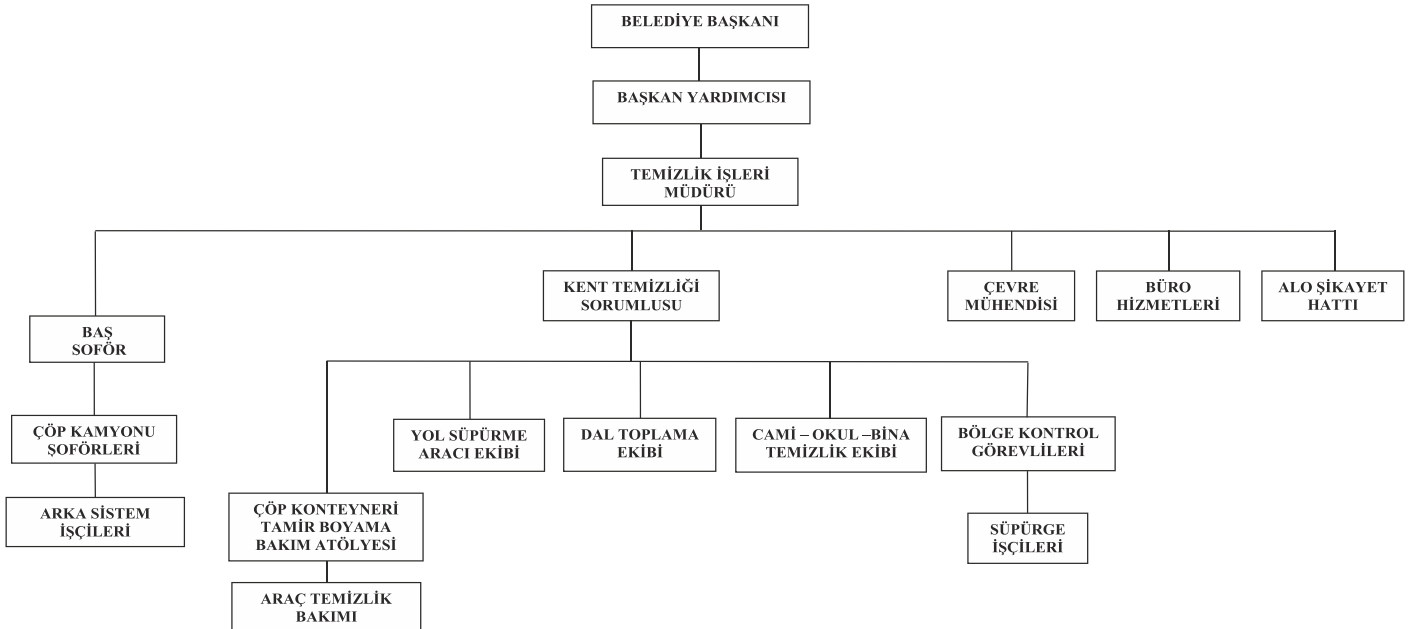 BELEDİYE BAŞKANI
BAŞKAN YARDIMCISI
TEMİZLİK İŞLERİ
MÜDÜRÜ
KENT TEMİZLİĞİ
SORUMLUSU
ÇEVRE
MÜHENDİSİ
BÜRO
HİZMETLERİ
ALO ŞİKAYET
HATTI
BAŞ
SOFÖR
ÇÖP KAMYONU
ŞOFÖRLERİ
YOL SÜPÜRME
ARACI EKİBİ
DAL TOPLAMA
EKİBİ
CAMİ – OKUL –BİNA
TEMİZLİK EKİBİ
BÖLGE KONTROL
GÖREVLİLERİ
ARKA SİSTEM
İŞÇİLERİ
ÇÖP KONTEYNERİ
TAMİR BOYAMA
BAKIM ATÖLYESİ
SÜPÜRGE
İŞÇİLERİ
ARAÇ TEMİZLİK
BAKIMI